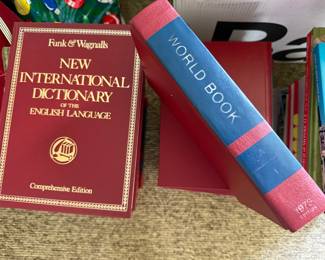 Funk & Wagnalls
NEW
INTERNATIONAL
DICTIONARY
OF THE
ENGLISH LANGUAGE
Comprehensive Edition
WORLD BOOK